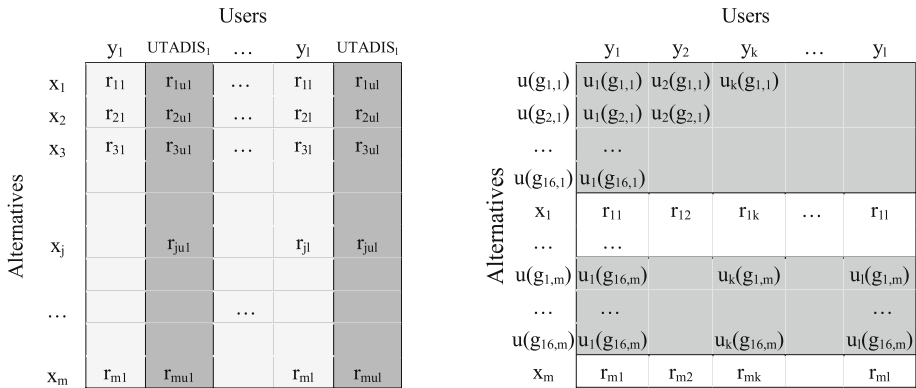 Users
y₁ UTADIS₁ … yₗ UTADISₗ
x₁ r₁₁ r₁ᵤ₁ … r₁ₗ r₁ᵤₗ
x₂ r₂₁ r₂ᵤ₁ … r₂ₗ r₂ᵤₗ
x₃ r₃₁ r₃ᵤ₁ … r₃ₗ r₃ᵤₗ
xⱼ rⱼᵤ₁ rⱼₗ rⱼᵤₗ
… …
xₘ rₘ₁ rₘᵤ₁ rₘₗ rₘᵤₗ
Alternatives
Users
y₁ y₂ yₖ … yₗ
u(g₁,₁) u₁(g₁,₁) u₂(g₁,₁) uₖ(g₁,₁)
u(g₂,₁) u₁(g₂,₁) u₂(g₂,₁)
… …
u(g₁₆,₁) u₁(g₁₆,₁)
x₁ r₁₁ r₁₂ r₁ₖ … r₁ₗ
… …
u(g₁,ₘ) u₁(g₁₆,ₘ) uₖ(g₁,ₘ) uₗ(g₁,ₘ)
… … …
u(g₁₆,ₘ) u₁(g₁₆,ₘ) uₖ(g₁₆,ₘ) uₗ(g₁₆,ₘ)
xₘ rₘ₁ rₘ₂ rₘₖ rₘₗ
Alternatives